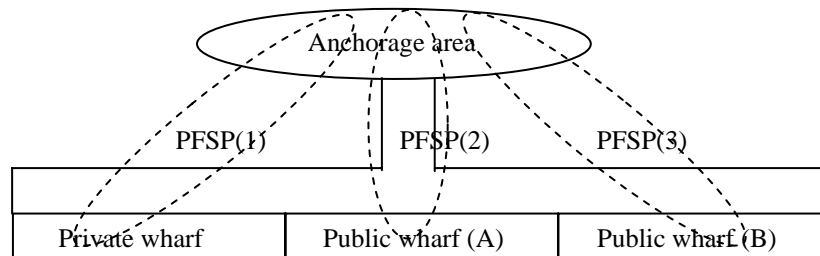 Anchorage area
PFSP(1) PFSP(2) PFSP(3)
Private wharf Public wharf (A) Public wharf (B)